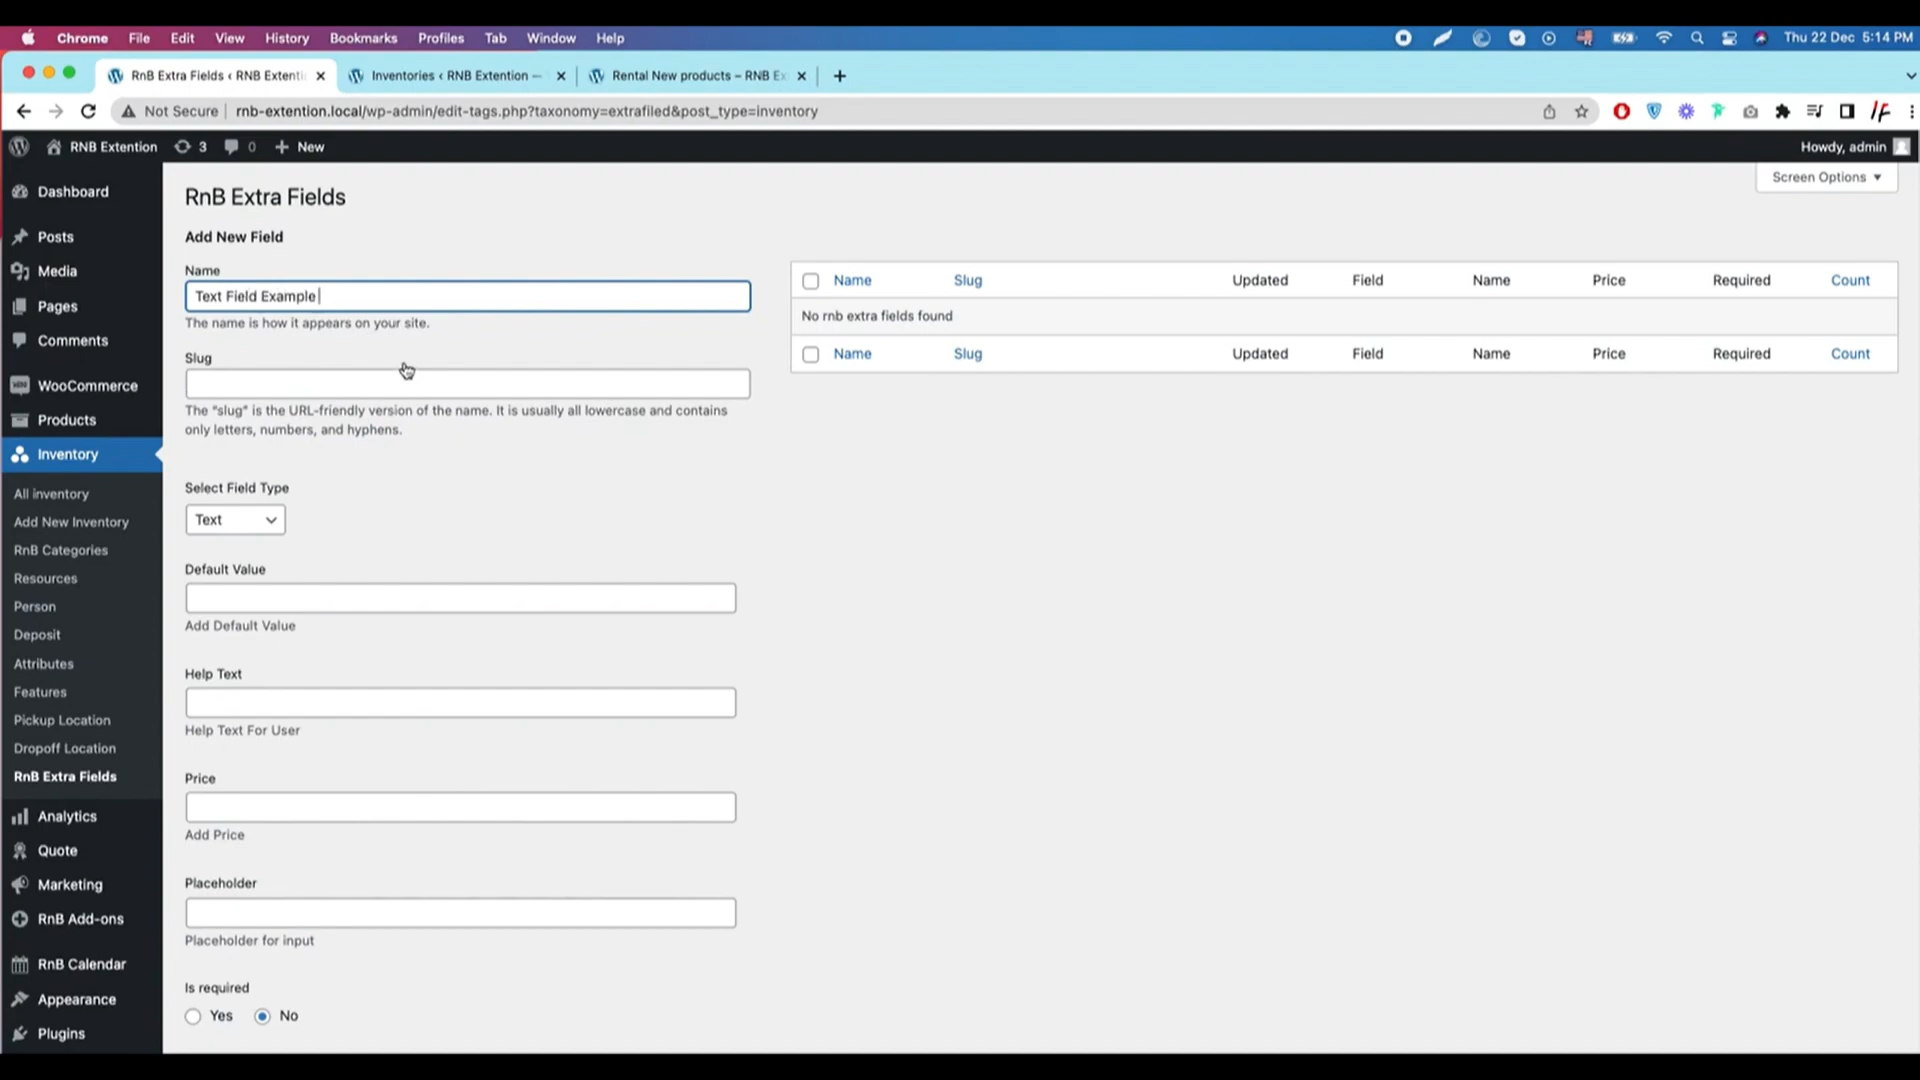 Chrome File Edit View History Bookmarks Profiles Tab Window Help Thu 22 Dec 5:14 PM
RnB Extra Fields ‹ RNB Extenti Inventories ‹ RNB Extention — Rental New products – RNB Ex
Not Secure rnb-extention.local/wp-admin/edit-tags.php?taxonomy=extrafiled&post_type=inventory
RNB Extention 3 0 New Howdy, admin
Screen Options
Dashboard
Posts
Media
Pages
Comments
WooCommerce
Products
Inventory
All inventory
Add New Inventory
RnB Categories
Resources
Person
Deposit
Attributes
Features
Pickup Location
Dropoff Location
RnB Extra Fields
Analytics
Quote
Marketing
RnB Add-ons
RnB Calendar
Appearance
Plugins
RnB Extra Fields
Add New Field
Name
Text Field Example
The name is how it appears on your site.
Slug
The “slug” is the URL-friendly version of the name. It is usually all lowercase and contains
only letters, numbers, and hyphens.
Select Field Type
Text
Default Value
Add Default Value
Help Text
Help Text For User
Price
Add Price
Placeholder
Placeholder for input
Is required
Yes No
Name Slug Updated Field Name Price Required Count
No rnb extra fields found
Name Slug Updated Field Name Price Required Count